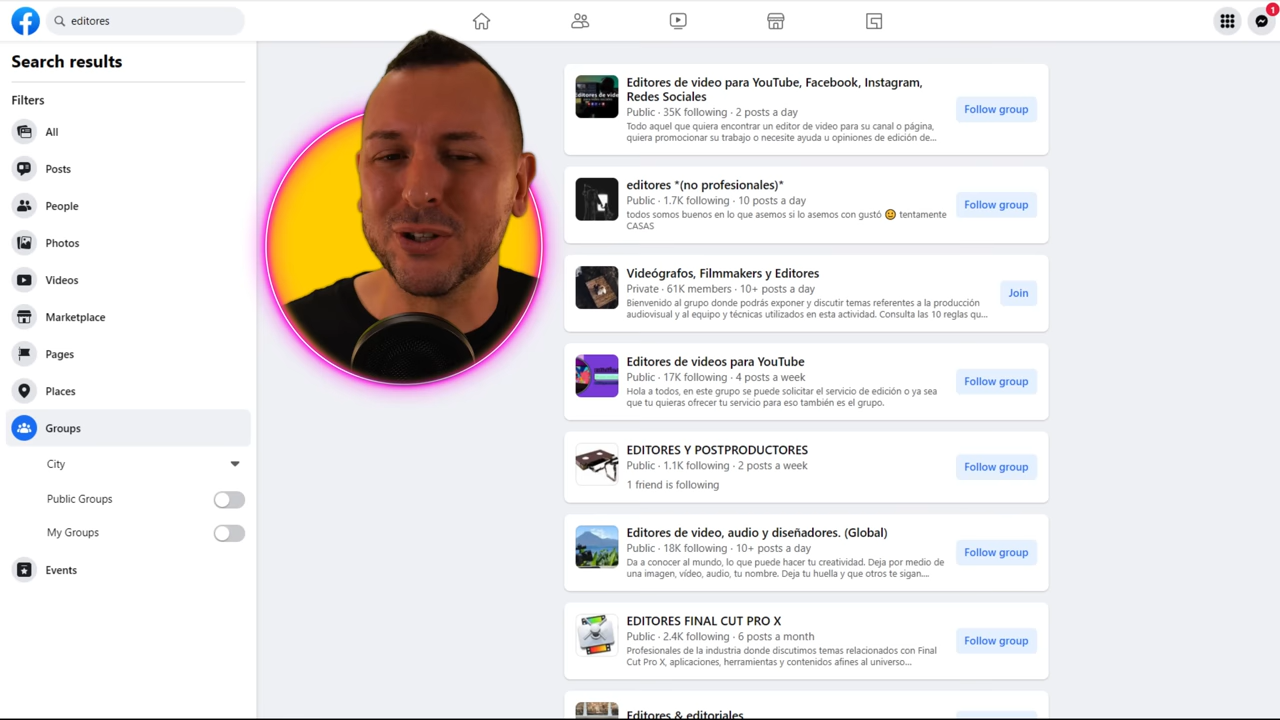 editores
1
Search results
Filters
All
Posts
People
Photos
Videos
Marketplace
Pages
Places
Groups
City
Public Groups
My Groups
Events
Editores de video para YouTube, Facebook, Instagram,
Redes Sociales
Public · 35K following · 2 posts a day
Todo aquel que quiera encontrar un editor de video para su canal o página,
quiera promocionar su trabajo o necesite ayuda u opiniones de edición de...
Follow group
editores *(no profesionales)*
Public · 1.7K following · 10 posts a day
todos somos buenos en lo que asemos si lo asemos con gustó 😀 tentamente
CASAS
Follow group
Videógrafos, Filmmakers y Editores
Private · 61K members · 10+ posts a day
Bienvenido al grupo donde podrás exponer y discutir temas referentes a la producción
audiovisual y al equipo y técnicas utilizados en esta actividad. Consulta las 10 reglas qu...
Join
Editores de videos para YouTube
Public · 17K following · 4 posts a week
Hola a todos, en este grupo se puede solicitar el servicio de edición o ya sea
que tu quieras ofrecer tu servicio para eso también es el grupo.
Follow group
EDITORES Y POSTPRODUCTORES
Public · 1.1K following · 2 posts a week
1 friend is following
Follow group
Editores de video, audio y diseñadores. (Global)
Public · 18K following · 10+ posts a day
Da a conocer al mundo, lo que puede hacer tu creatividad. Deja por medio de
una imagen, vídeo, audio, tu nombre. Deja tu huella y que otros te sigan....
Follow group
EDITORES FINAL CUT PRO X
Public · 2.4K following · 6 posts a month
Profesionales de la industria donde discutimos temas relacionados con Final
Cut Pro X, aplicaciones, herramientas y contenidos afines al universo...
Follow group
Editores & editoriales